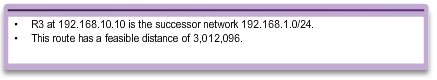 • R3 at 192.168.10.10 is the successor network 192.168.1.0/24.
• This route has a feasible distance of 3,012,096.